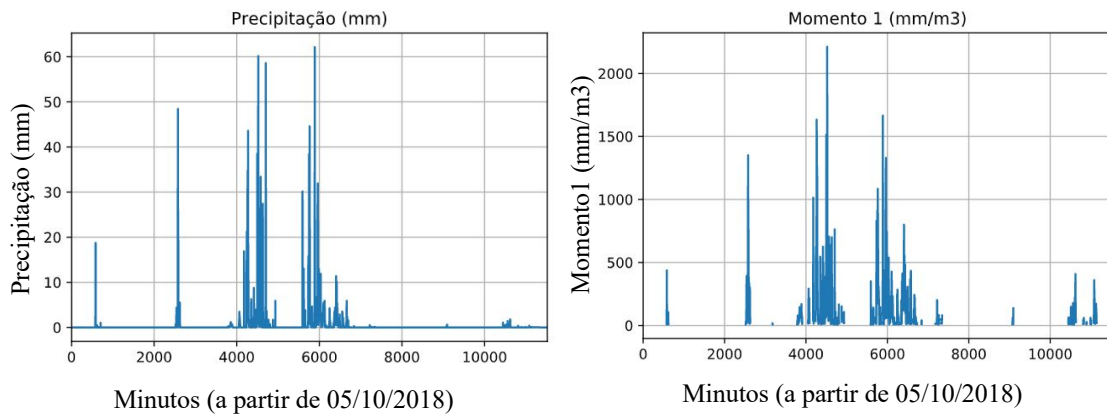 Precipitação (mm)
Precipitação (mm)
60
50
40
30
20
10
0
0 2000 4000 6000 8000 10000
Minutos (a partir de 05/10/2018)
Momento 1 (mm/m3)
Momento1 (mm/m3)
2000
1500
1000
500
0
0 2000 4000 6000 8000 10000
Minutos (a partir de 05/10/2018)